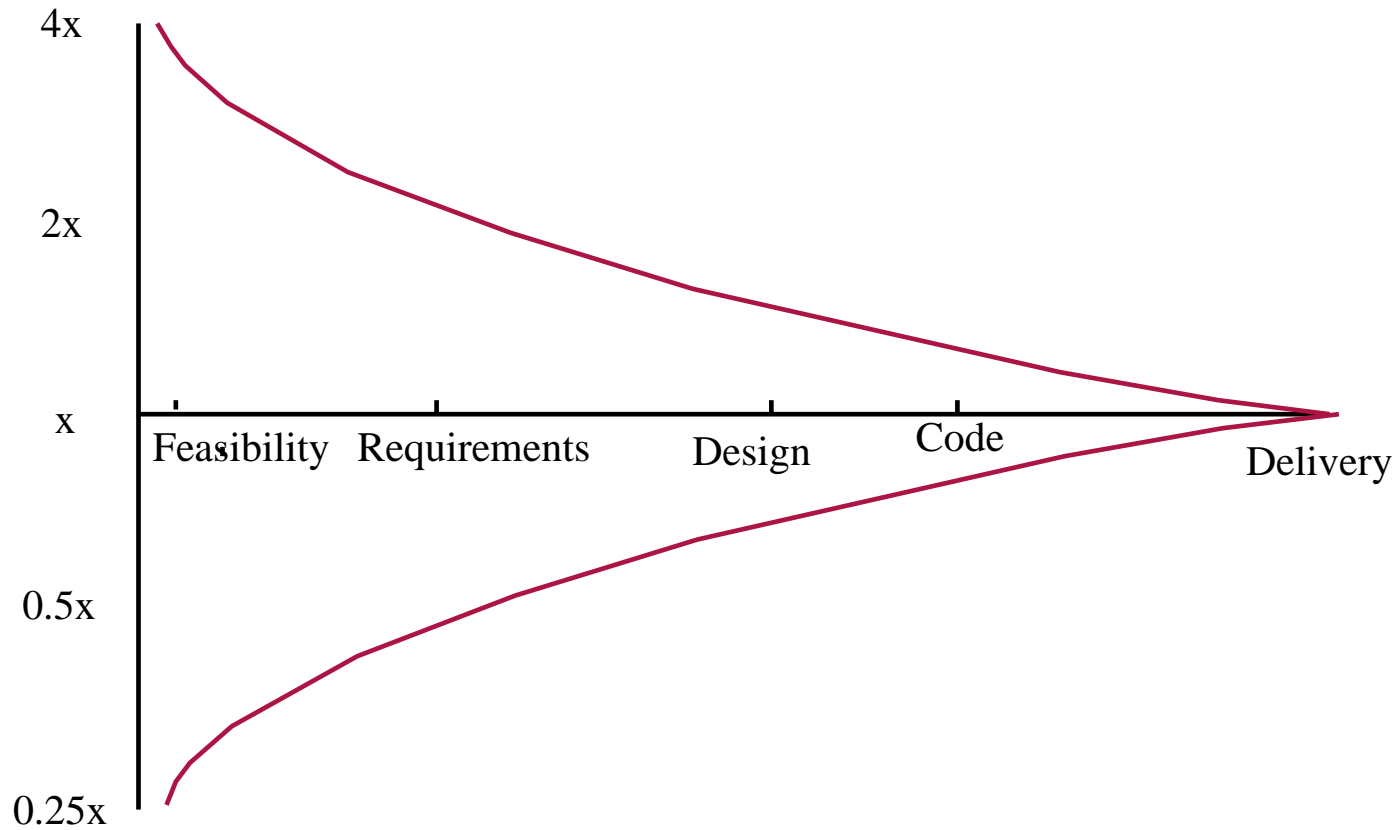 4x
2x
x
Feasibility Requirements Design Code Delivery
0.5x
0.25x